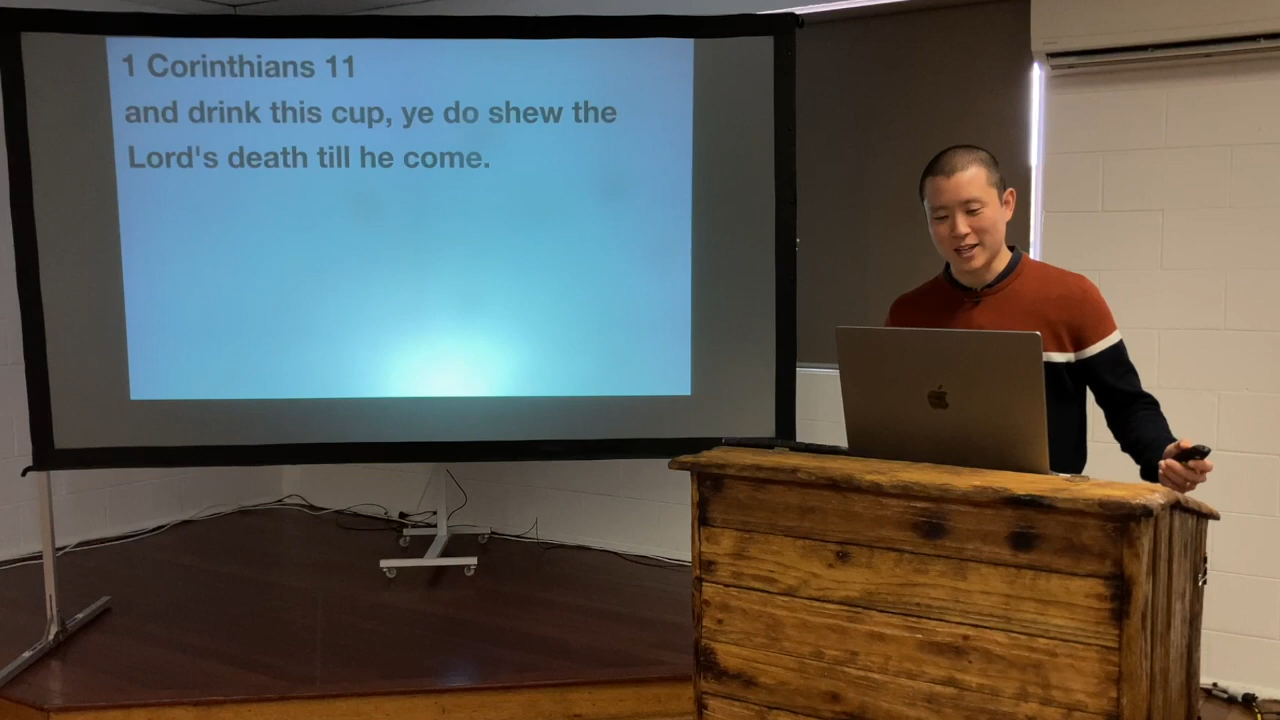 1 Corinthians 11
and drink this cup, ye do shew the
Lord's death till he come.